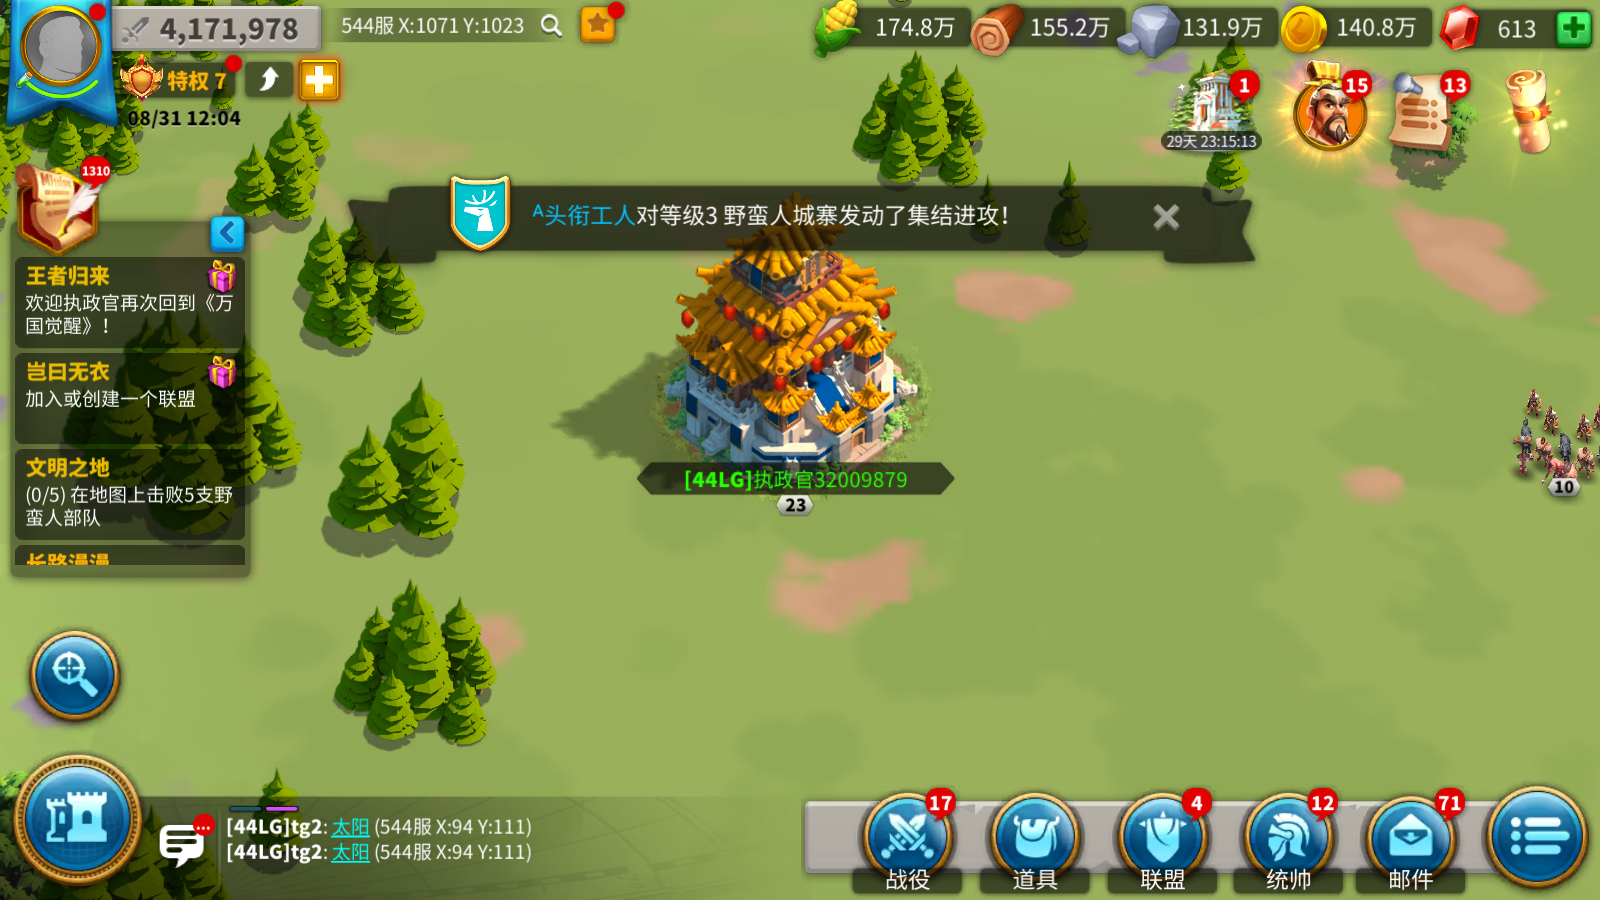 4,171,978
544服 X:1071 Y:1023
174.8万
155.2万
131.9万
140.8万
613
特权 7
08/31 12:04
1
29天 23:15:13
15
13
1310
Mission
A头衔工人对等级3 野蛮人城寨发动了集结进攻!
王者归来
欢迎执政官再次回到《万
国觉醒》!
岂曰无衣
加入或创建一个联盟
文明之地
(0/5) 在地图上击败5支野
蛮人部队
长路漫漫
[44LG]执政官32009879
23
10
[44LG]tg2: 太阳 (544服 X:94 Y:111)
[44LG]tg2: 太阳 (544服 X:94 Y:111)
17
4
12
71
战役
道具
联盟
统帅
邮件